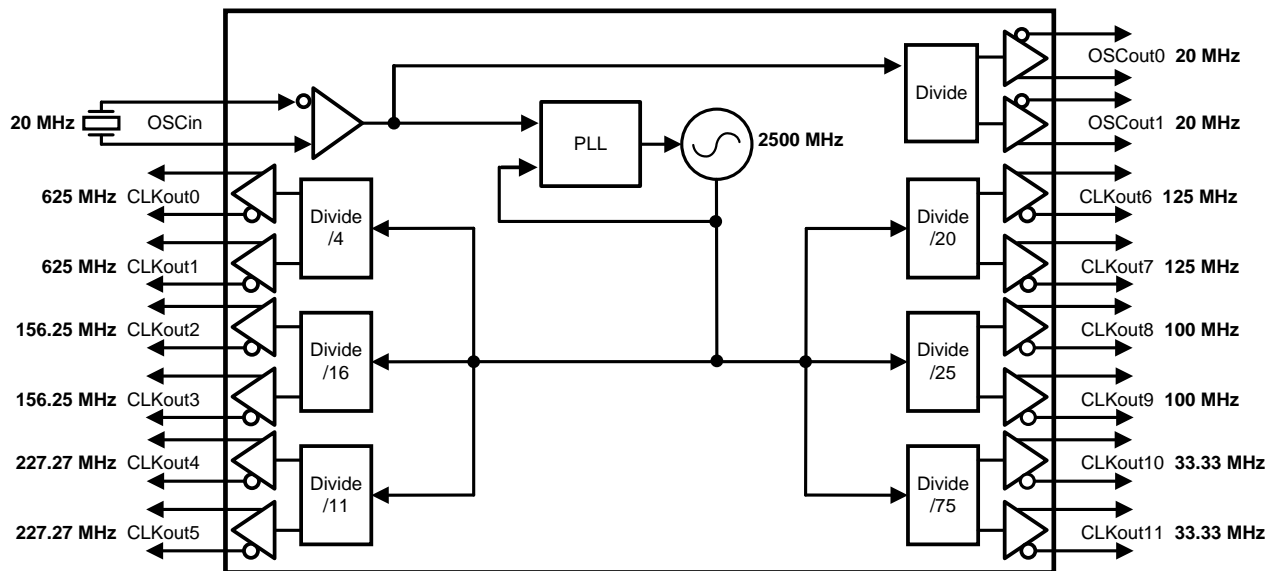 OSCout0 20 MHz
Divide
20 MHz OSCin
OSCout1 20 MHz
PLL
2500 MHz
625 MHz CLKout0
Divide
/4
625 MHz CLKout1
156.25 MHz CLKout2
Divide
/16
156.25 MHz CLKout3
227.27 MHz CLKout4
Divide
/11
227.27 MHz CLKout5
CLKout6 125 MHz
Divide
/20
CLKout7 125 MHz
CLKout8 100 MHz
Divide
/25
CLKout9 100 MHz
CLKout10 33.33 MHz
Divide
/75
CLKout11 33.33 MHz